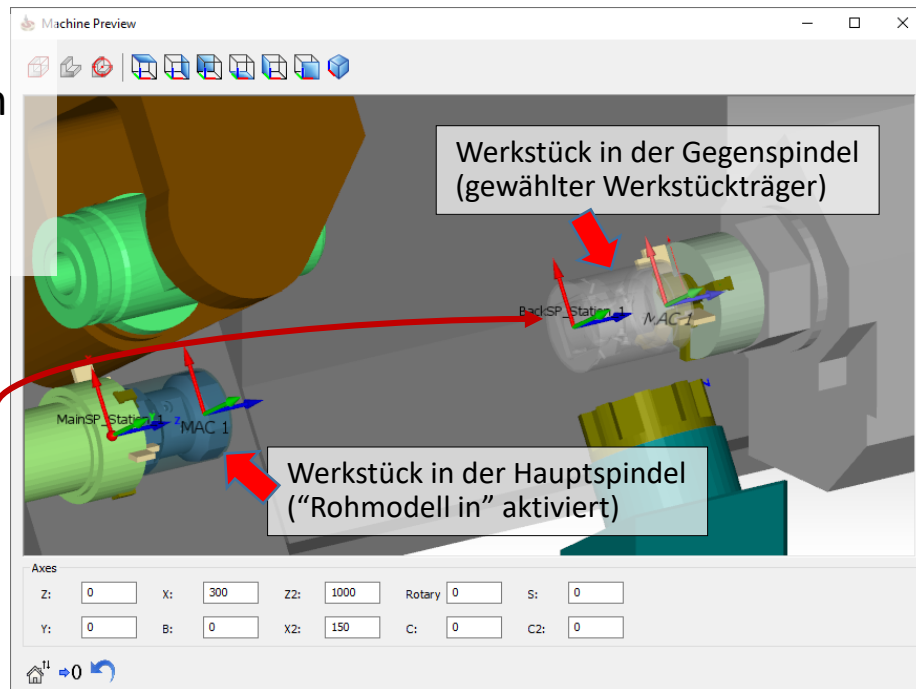 Machine Preview
n
Werkstück in der Gegenspindel
(gewählter Werkstückträger)
BackSP_Station_1
MAC 1
MainSP_Station_1
z
MAC 1
Werkstück in der Hauptspindel
(“Rohmodell in” aktiviert)
Axes
Z: 0 X: 300 Z2: 1000 Rotary 0 S: 0
Y: 0 B: 0 X2: 150 C: 0 C2: 0
0